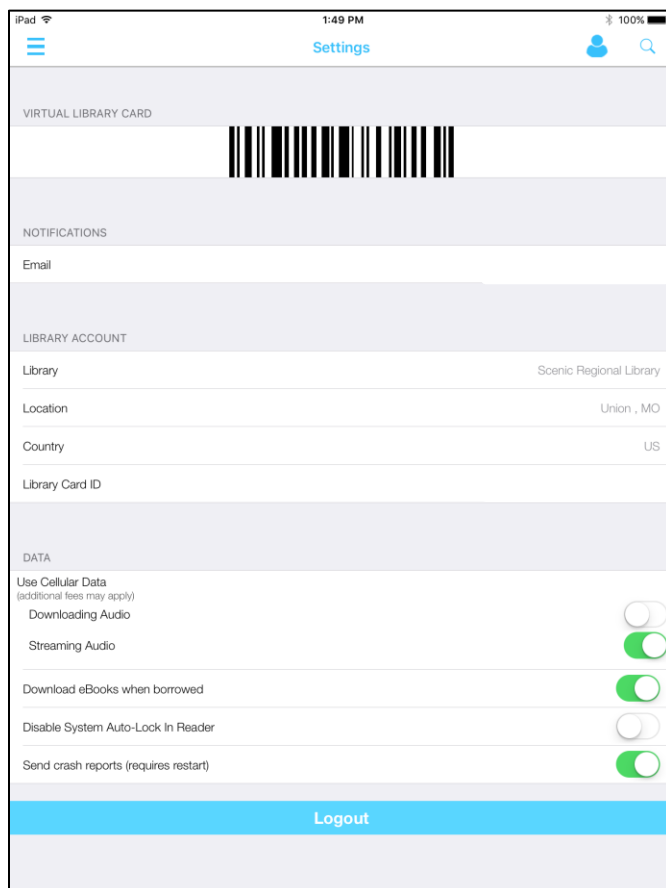 iPad 1:49 PM 100%
Settings
VIRTUAL LIBRARY CARD
NOTIFICATIONS
Email
LIBRARY ACCOUNT
Library Scenic Regional Library
Location Union , MO
Country US
Library Card ID
DATA
Use Cellular Data
(additional fees may apply)
Downloading Audio
Streaming Audio
Download eBooks when borrowed
Disable System Auto-Lock In Reader
Send crash reports (requires restart)
Logout